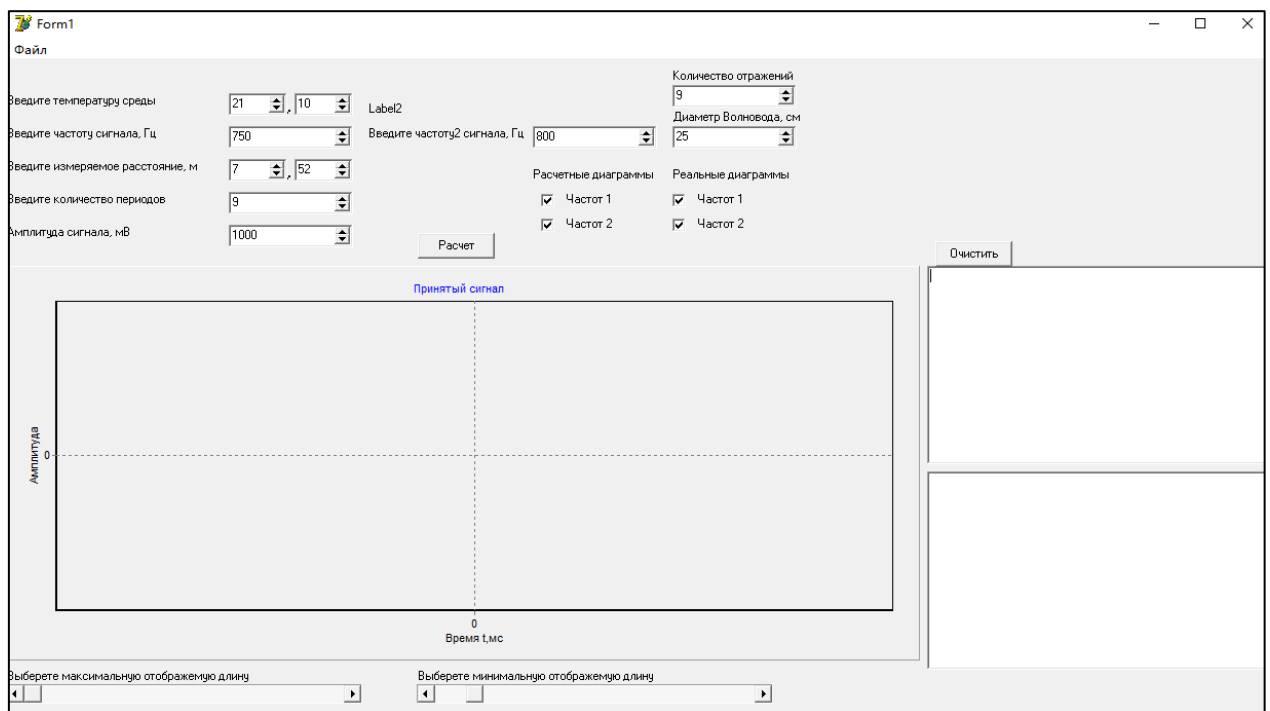 Form1
Файл
Количество отражений
9
Введите температуру среды 21 , 10 Label2
Диаметр Волновода, см
Введите частоту сигнала, Гц 750 Введите частоту2 сигнала, Гц 800 25
Введите измеряемое расстояние, м 7 , 52
Расчетные диаграммы Реальные диаграммы
Введите количество периодов 9 Частот 1 Частот 1
Амплитуда сигнала, мВ 1000 Частот 2 Частот 2
Расчет
Очистить
Принятый сигнал
Амплитуда
0
0
Время t,мс
Выберете максимальную отображемую длину Выберете минимальную отображемую длину